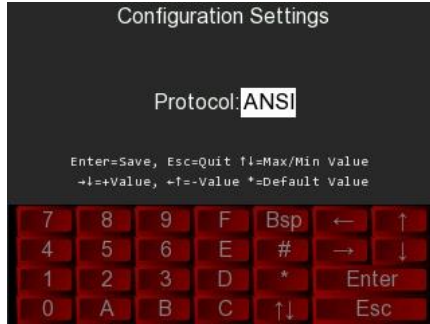 Configuration Settings
Protocol:ANSI
Enter=Save, Esc=Quit ↑↓=Max/Min Value
→↓=+Value, ←↑=-Value *=Default Value
7 8 9 F Bsp ← ↑
4 5 6 E # → ↓
1 2 3 D * Enter
0 A B C ↑↓ Esc